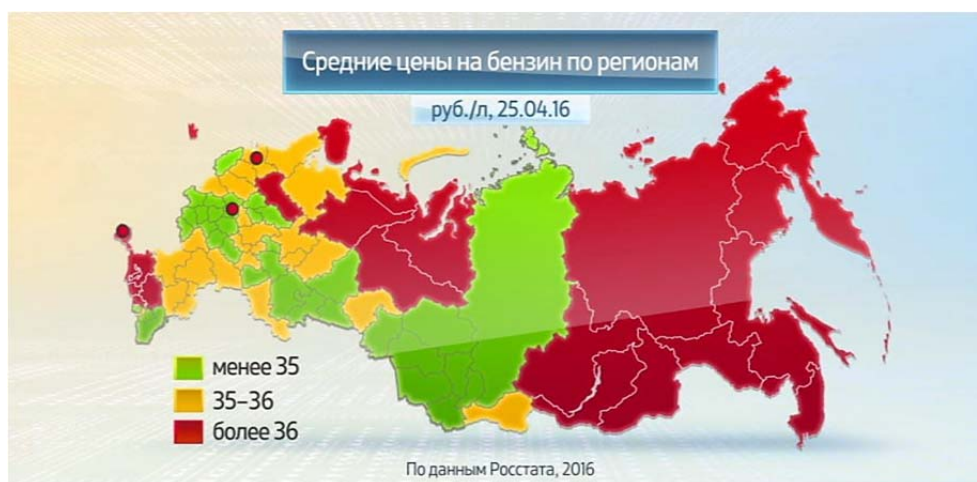 Средние цены на бензин по регионам
руб./л, 25.04.16
менее 35
35–36
более 36
По данным Росстата, 2016